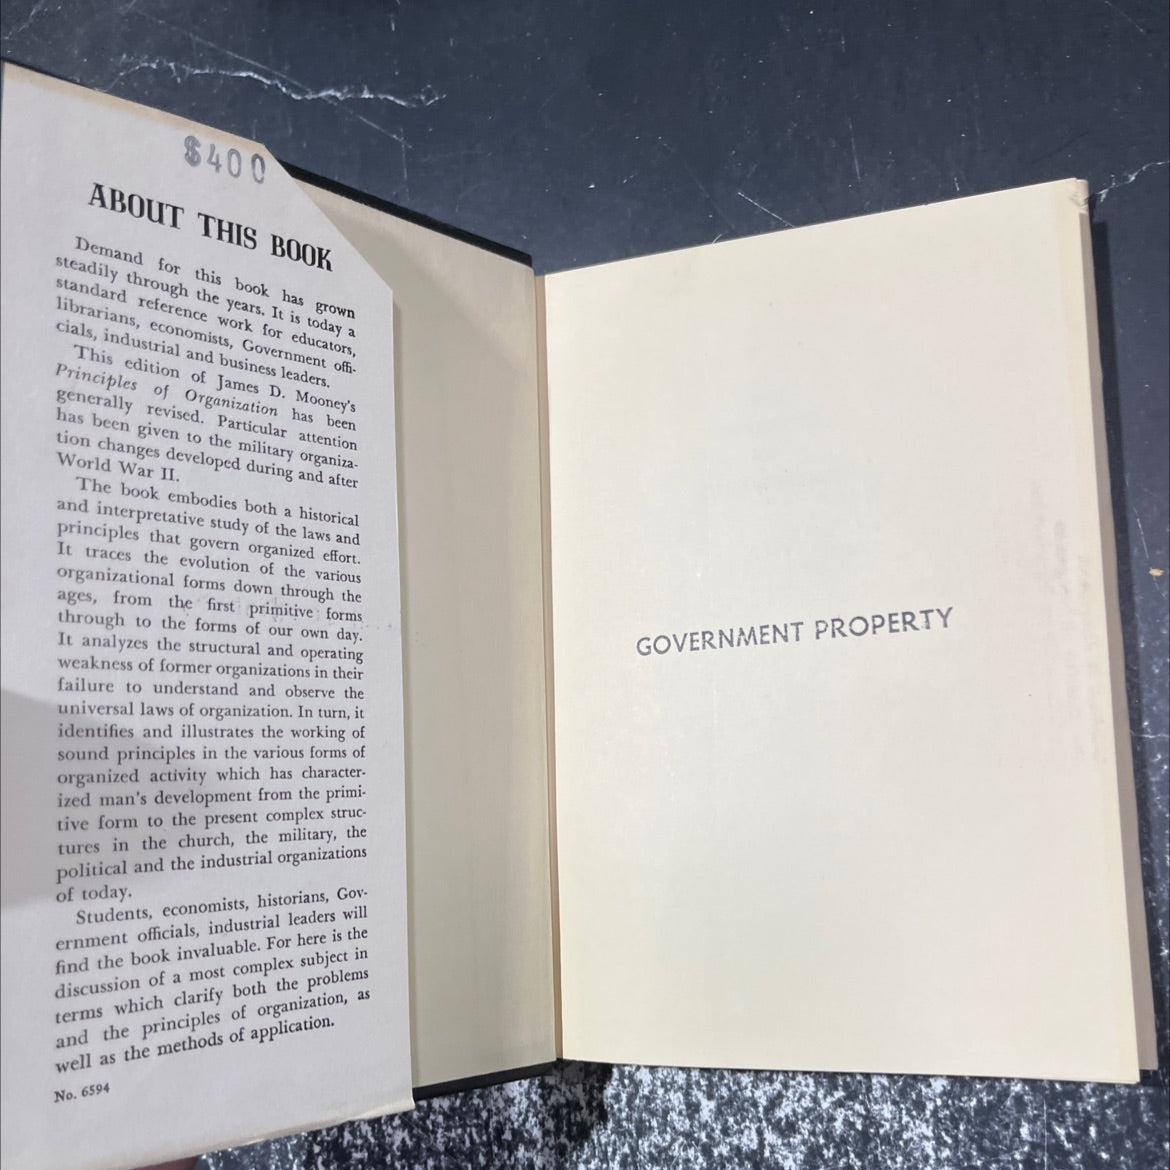 $400
ABOUT THIS BOOK
Demand for this book has grown
steadily through the years. It is today a
standard reference work for educators,
librarians, economists, Government offi-
cials, industrial and business leaders.
This edition of James D. Mooney's
Principles of Organization has been
generally revised. Particular attention
has been given to the military organiza-
tion changes developed during and after
World War II.
The book embodies both a historical
and interpretative study of the laws and
principles that govern organized effort.
It traces the evolution of the various
organizational forms down through the
ages, from the first primitive forms
through to the forms of our own day.
It analyzes the structural and operating
weakness of former organizations in their
failure to understand and observe the
universal laws of organization. In turn, it
identifies and illustrates the working of
sound principles in the various forms of
organized activity which has character-
ized man's development from the primi-
tive form to the present complex struc-
tures in the church, the military, the
political and the industrial organizations
of today.
Students, economists, historians, Gov-
ernment officials, industrial leaders will
find the book invaluable. For here is the
discussion of a most complex subject in
terms which clarify both the problems
and the principles of organization, as
well as the methods of application.
No. 6594
GOVERNMENT PROPERTY